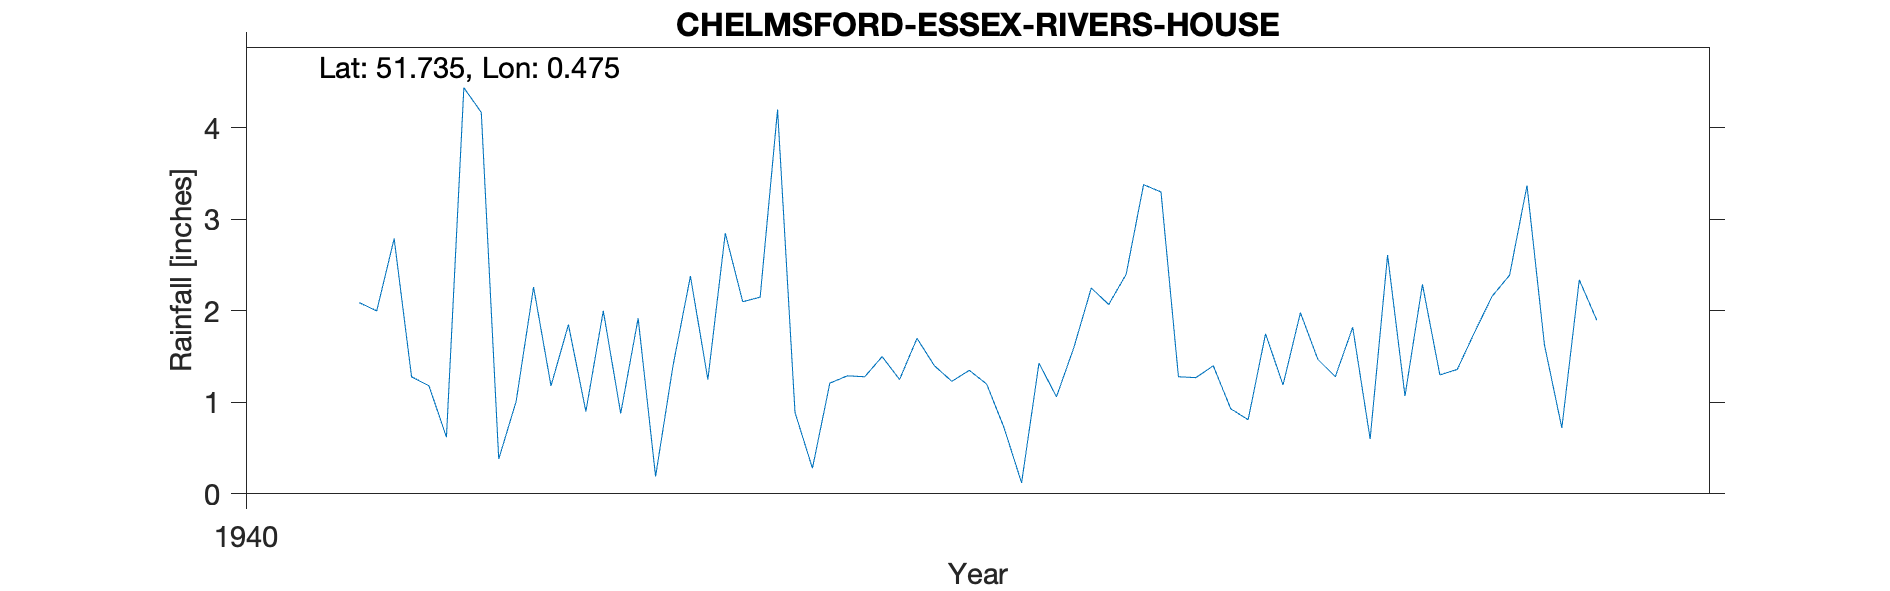 CHELMSFORD-ESSEX-RIVERS-HOUSE
Lat: 51.735, Lon: 0.475
4
3
2
1
0
Rainfall [inches]
1940
Year